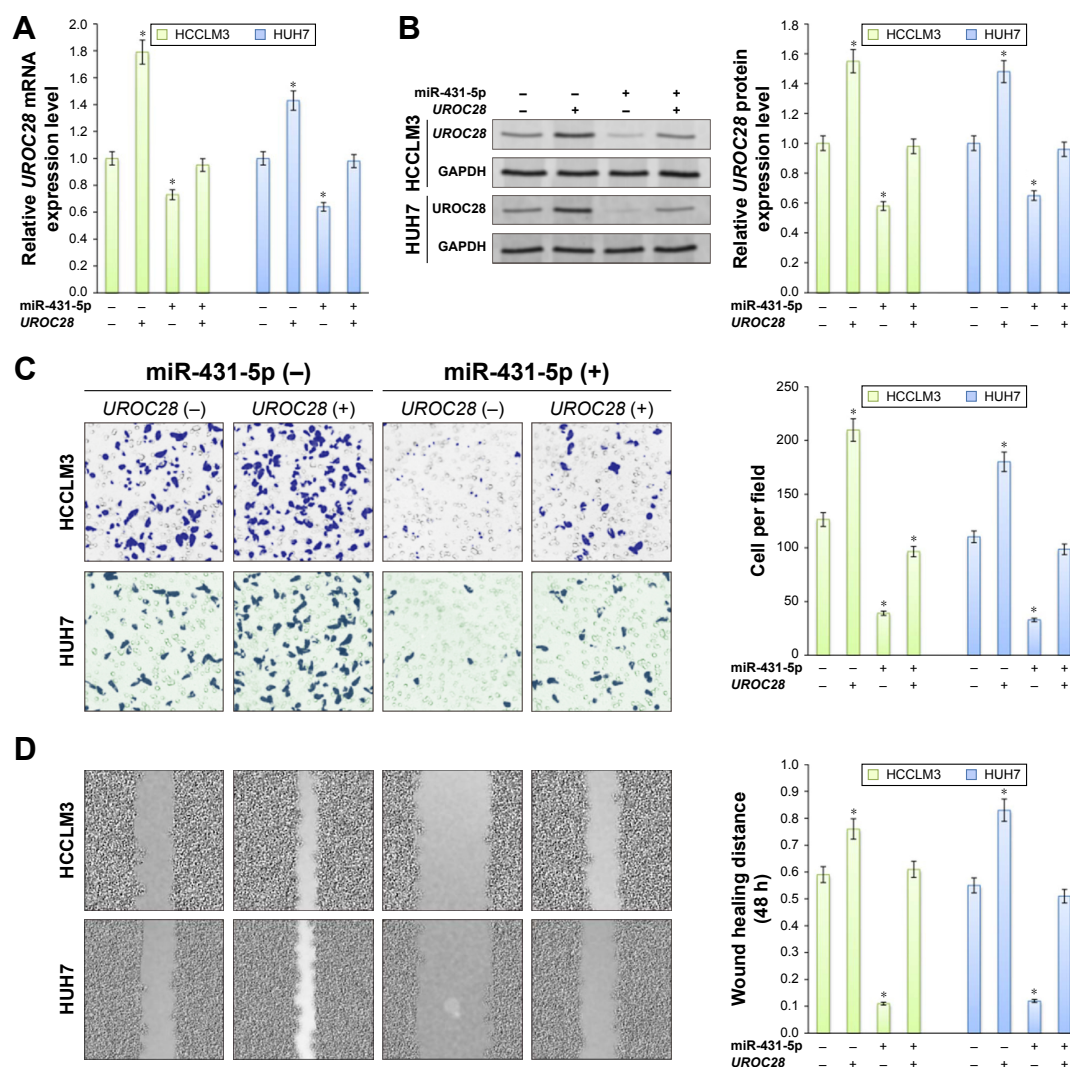 A
HCCLM3 HUH7
Relative UROC28 mRNA
expression level
2.0
1.8
1.6
1.4
1.2
1.0
0.8
0.6
0.4
0.2
0.0
* * * *
miR-431-5p – – + + – – + +
UROC28 – + – + – + – +
B
miR-431-5p – – + +
UROC28 – + – +
HCCLM3
UROC28
GAPDH
HUH7
UROC28
GAPDH
HCCLM3 HUH7
Relative UROC28 protein
expression level
1.8
1.6
1.4
1.2
1.0
0.8
0.6
0.4
0.2
0.0
* * * *
miR-431-5p – – + + – – + +
UROC28 – + – + – + – +
C
miR-431-5p (–) miR-431-5p (+)
UROC28 (–) UROC28 (+) UROC28 (–) UROC28 (+)
HCCLM3
HUH7
HCCLM3 HUH7
Cell per field
250
200
150
100
50
0
* * * * *
miR-431-5p – – + + – – + +
UROC28 – + – + – + – +
D
HCCLM3
HUH7
HCCLM3 HUH7
Wound healing distance
(48 h)
1.0
0.9
0.8
0.7
0.6
0.5
0.4
0.3
0.2
0.1
0.0
* * * *
miR-431-5p – – + + – – + +
UROC28 – + – + – + – +